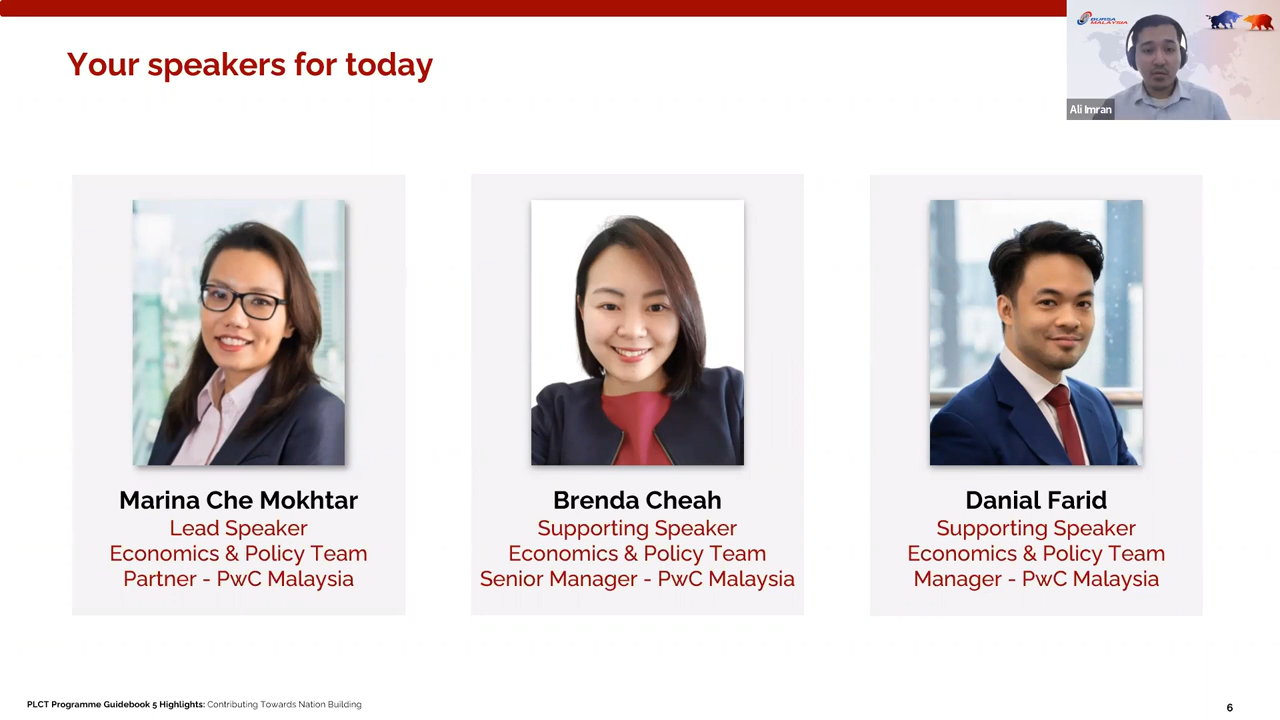 Your speakers for today
BURSA
MALAYSIA
Ali Imran
Marina Che Mokhtar
Lead Speaker
Economics & Policy Team
Partner - PwC Malaysia
Brenda Cheah
Supporting Speaker
Economics & Policy Team
Senior Manager - PwC Malaysia
Danial Farid
Supporting Speaker
Economics & Policy Team
Manager - PwC Malaysia
PLCT Programme Guidebook 5 Highlights: Contributing Towards Nation Building
6